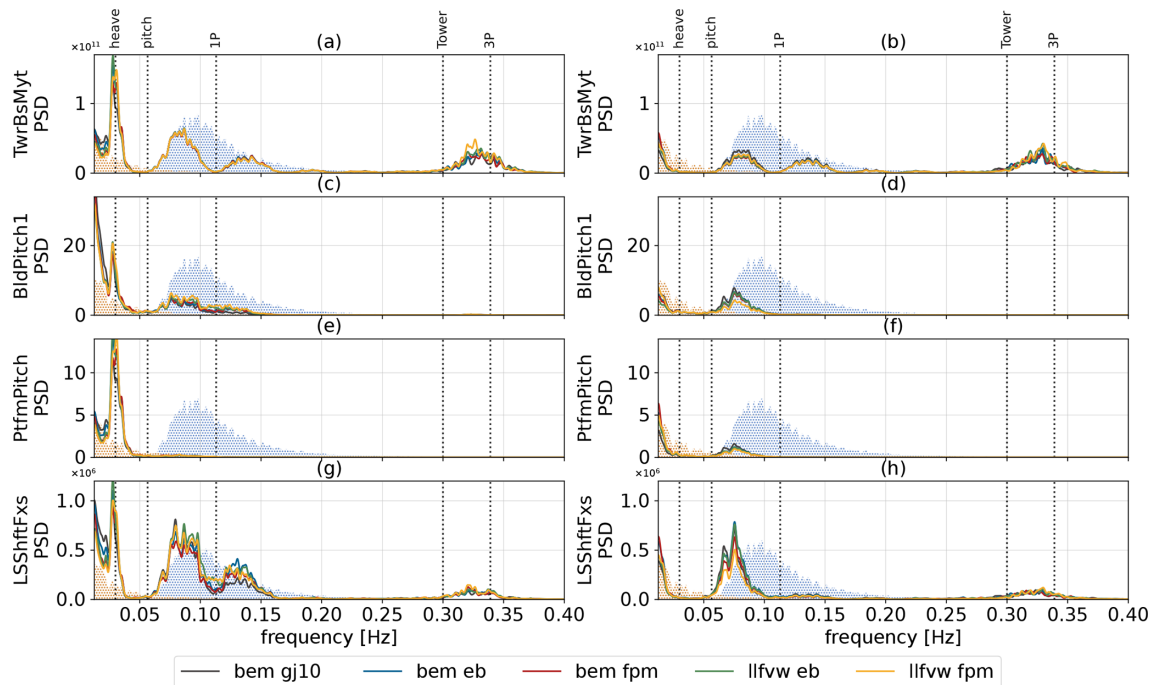 heave pitch 1P Tower 3P
heave pitch 1P Tower 3P
×10¹¹ (a)
TwrBsMyt
PSD
1
0
×10¹¹ (b)
TwrBsMyt
PSD
1
0
(c)
BldPitch1
PSD
20
0
(d)
BldPitch1
PSD
20
0
(e)
PtfmPitch
PSD
10
5
0
(f)
PtfmPitch
PSD
10
5
0
×10⁶ (g)
LSShftFxs
PSD
1.0
0.5
0.0
0.05 0.10 0.15 0.20 0.25 0.30 0.35 0.40
frequency [Hz]
×10⁶ (h)
LSShftFxs
PSD
1.0
0.5
0.0
0.05 0.10 0.15 0.20 0.25 0.30 0.35 0.40
frequency [Hz]
bem gj10 bem eb bem fpm llfvw eb llfvw fpm